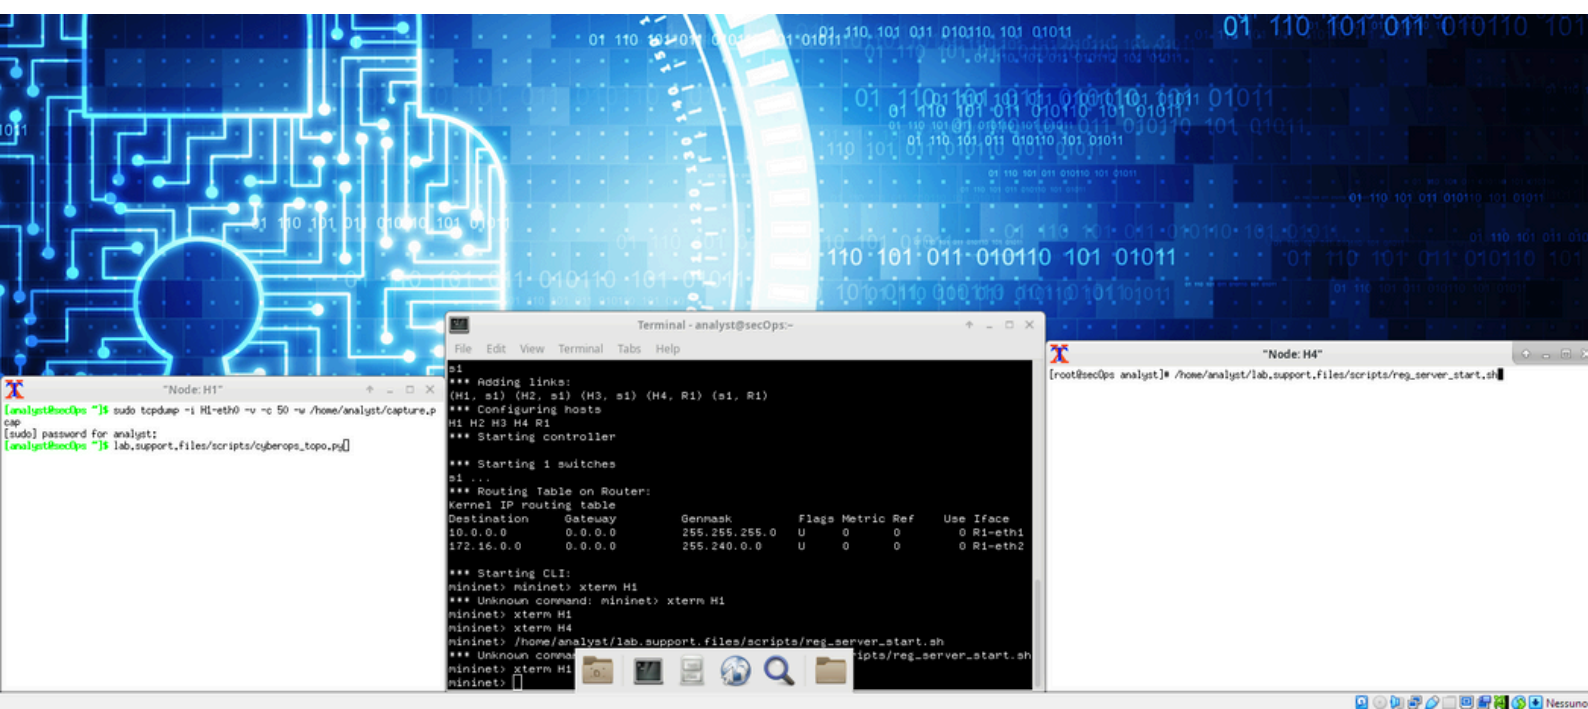 01 110 101 011 010110 101 01011
01 110 101 011 010110 101
110 101 011 010110 101 01011
"Node: H1"
[analyst@secOps ~]$ sudo tcpdump -i H1-eth0 -v -c 50 -w /home/analyst/capture.p
cap
[sudo] password for analyst:
[analyst@secOps ~]$ lab.support.files/scripts/cyberops_topo.py
Terminal - analyst@secOps:~
File Edit View Terminal Tabs Help
s1
*** Adding links:
(H1, s1) (H2, s1) (H3, s1) (H4, R1) (s1, R1)
*** Configuring hosts
H1 H2 H3 H4 R1
*** Starting controller
*** Starting 1 switches
s1 ...
*** Routing Table on Router:
Kernel IP routing table
Destination Gateway Genmask Flags Metric Ref Use Iface
10.0.0.0 0.0.0.0 255.255.255.0 U 0 0 0 R1-eth1
172.16.0.0 0.0.0.0 255.240.0.0 U 0 0 0 R1-eth2
*** Starting CLI:
mininet> mininet> xterm H1
*** Unknown command: mininet> xterm H1
mininet> xterm H1
mininet> xterm H4
mininet> /home/analyst/lab.support.files/scripts/reg_server_start.sh
*** Unknown comma ipts/reg_server_start.sh
mininet> xterm H1
mininet>
"Node: H4"
[root@secOps analyst]# /home/analyst/lab.support.files/scripts/reg_server_start.sh
Nessuno